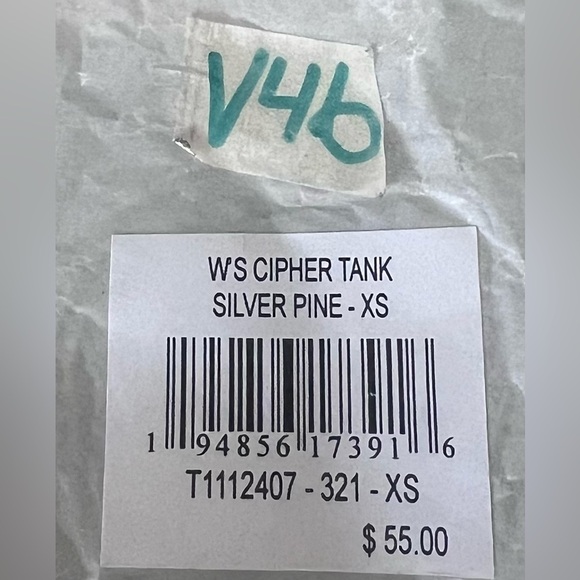 V46
W'S CIPHER TANK
SILVER PINE - XS
1 94856 17391 6
T1112407 - 321 - XS
$ 55.00